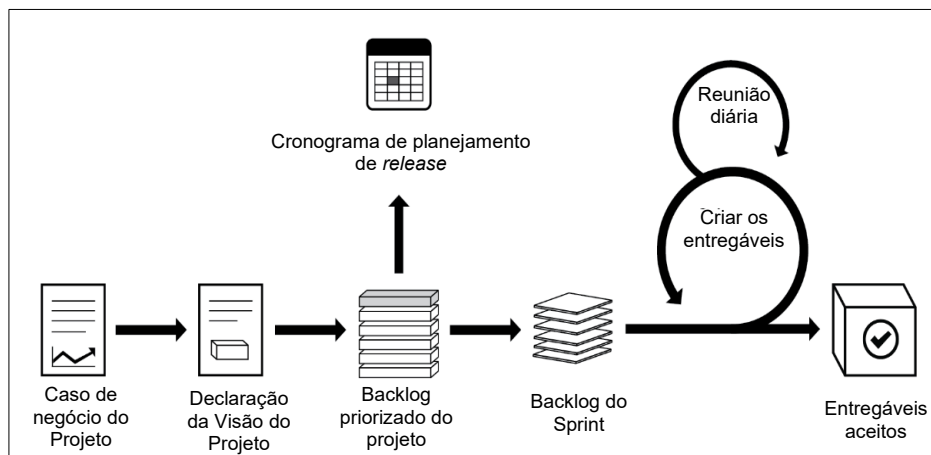 Cronograma de planejamento
de release
Reunião
diária
Criar os
entregáveis
Caso de
negócio do
Projeto
Declaração
da Visão do
Projeto
Backlog
priorizado do
projeto
Backlog do
Sprint
Entregáveis
aceitos